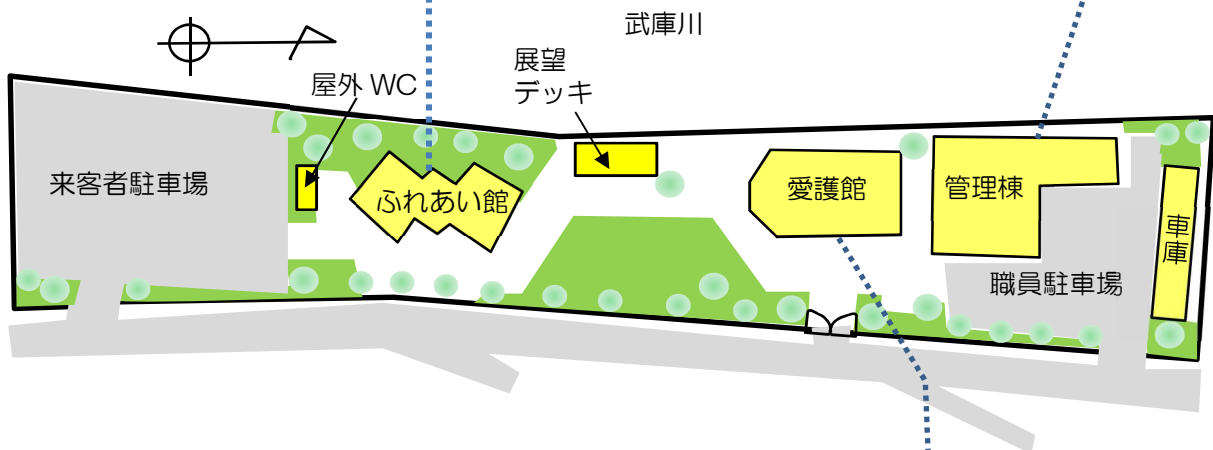 武庫川
展望
デッキ
屋外 WC
来客者駐車場
ふれあい館
愛護館
管理棟
車庫
職員駐車場